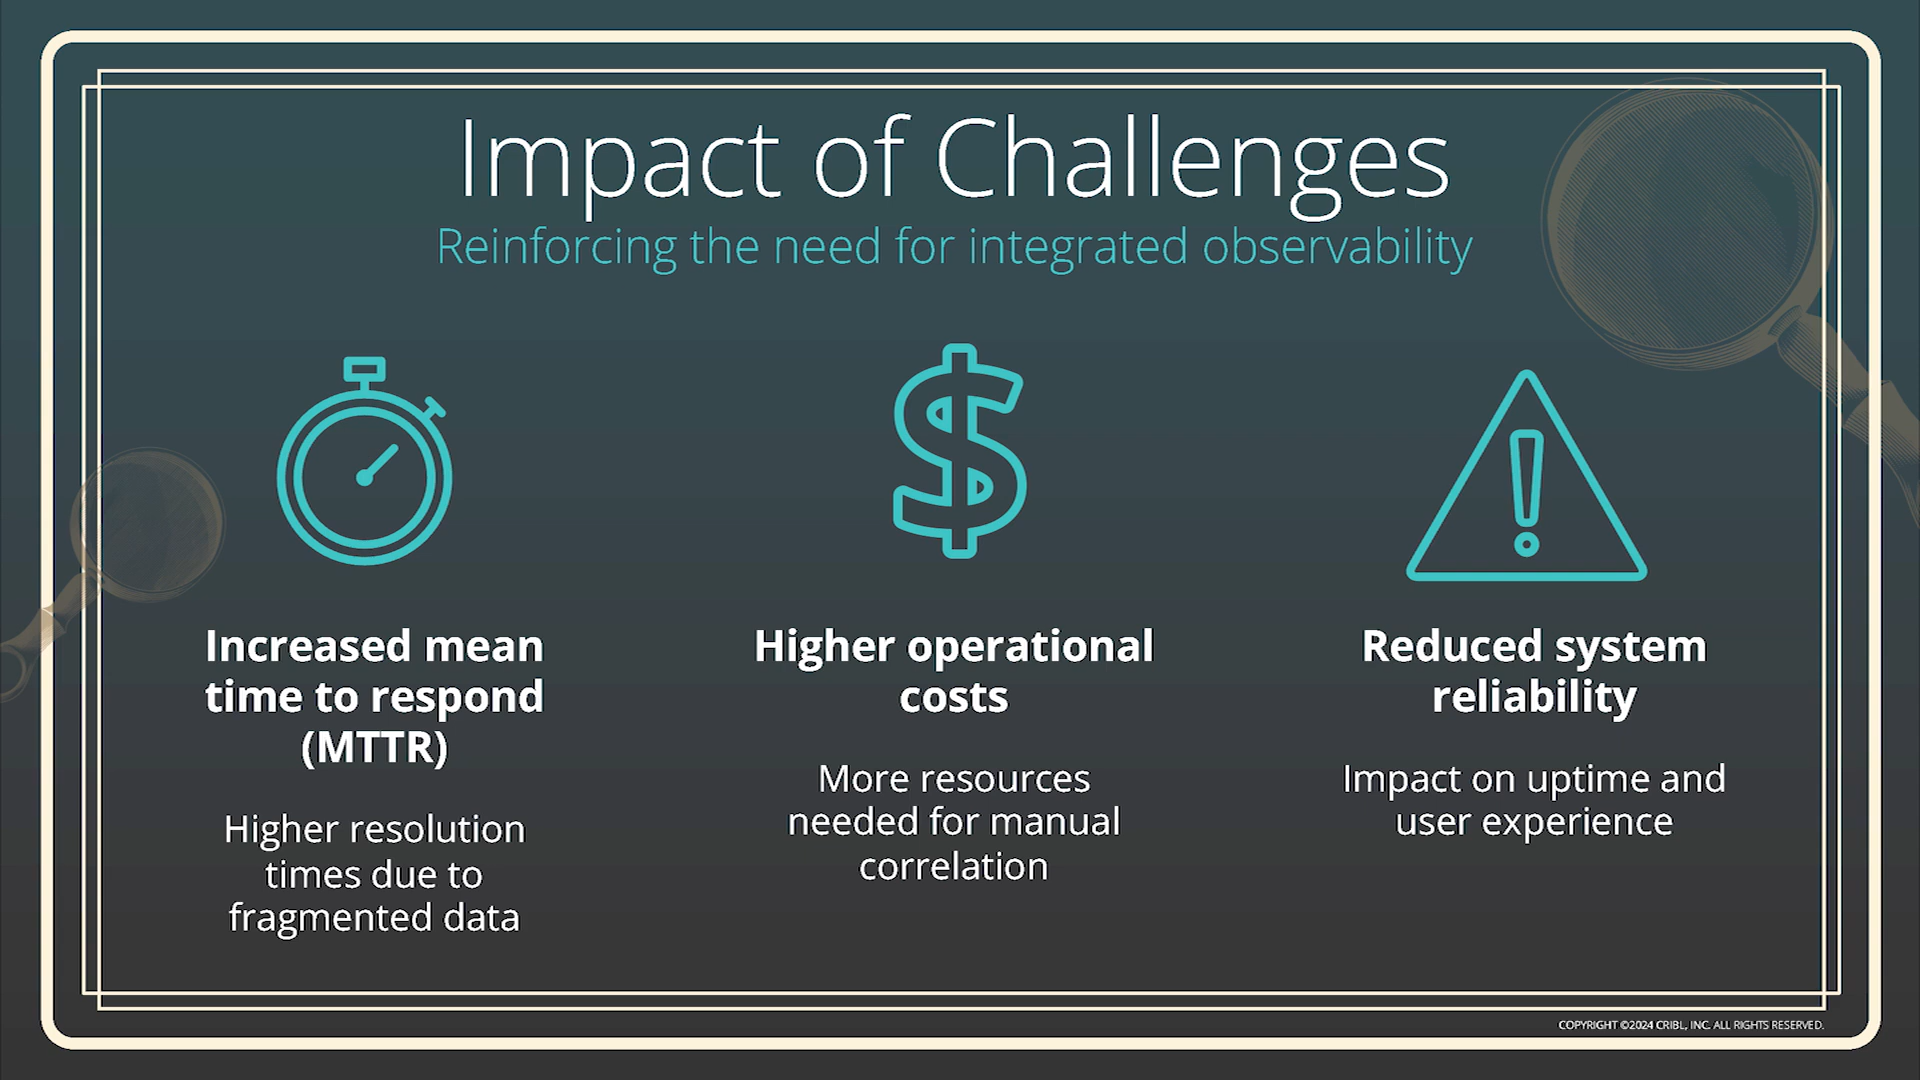 Impact of Challenges
Reinforcing the need for integrated observability
Increased mean
time to respond
(MTTR)
Higher resolution
times due to
fragmented data
Higher operational
costs
More resources
needed for manual
correlation
Reduced system
reliability
Impact on uptime and
user experience
COPYRIGHT ©2024 CRIBL, INC. ALL RIGHTS RESERVED.